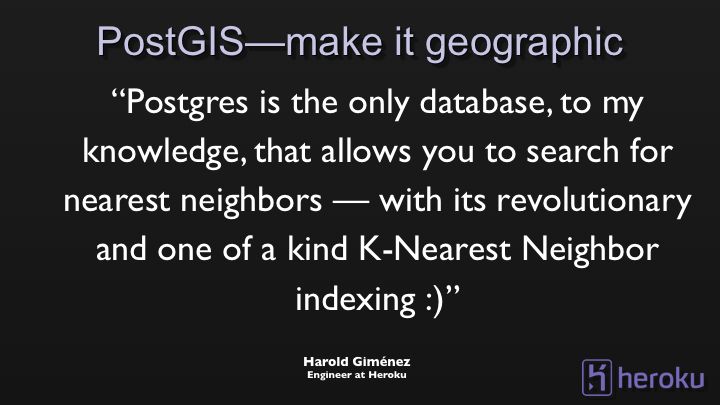 PostGIS—make it geographic
“Postgres is the only database, to my
knowledge, that allows you to search for
nearest neighbors — with its revolutionary
and one of a kind K-Nearest Neighbor
indexing :)”
Harold Giménez
Engineer at Heroku
heroku